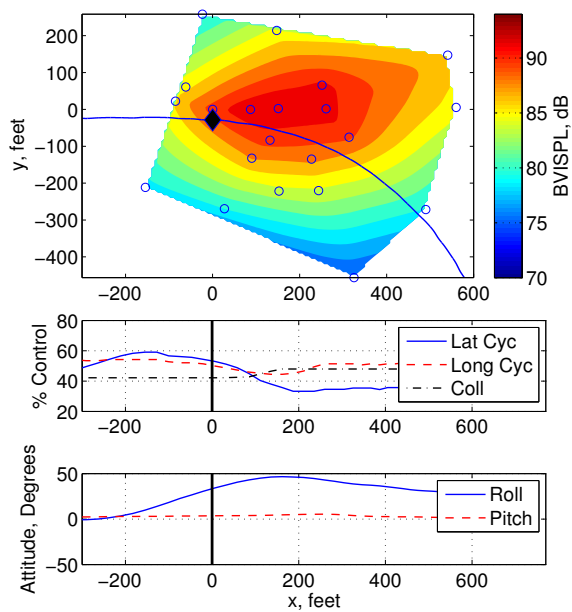 200
100
0
−100
−200
−300
−400
y, feet
−200 0 200 400 600
90
85
80
75
70
BVISPL, dB
80
60
40
20
% Control
Lat Cyc
Long Cyc
Coll
−200 0 200 400 600
50
0
−50
Attitude, Degrees
Roll
Pitch
−200 0 200 400 600
x, feet